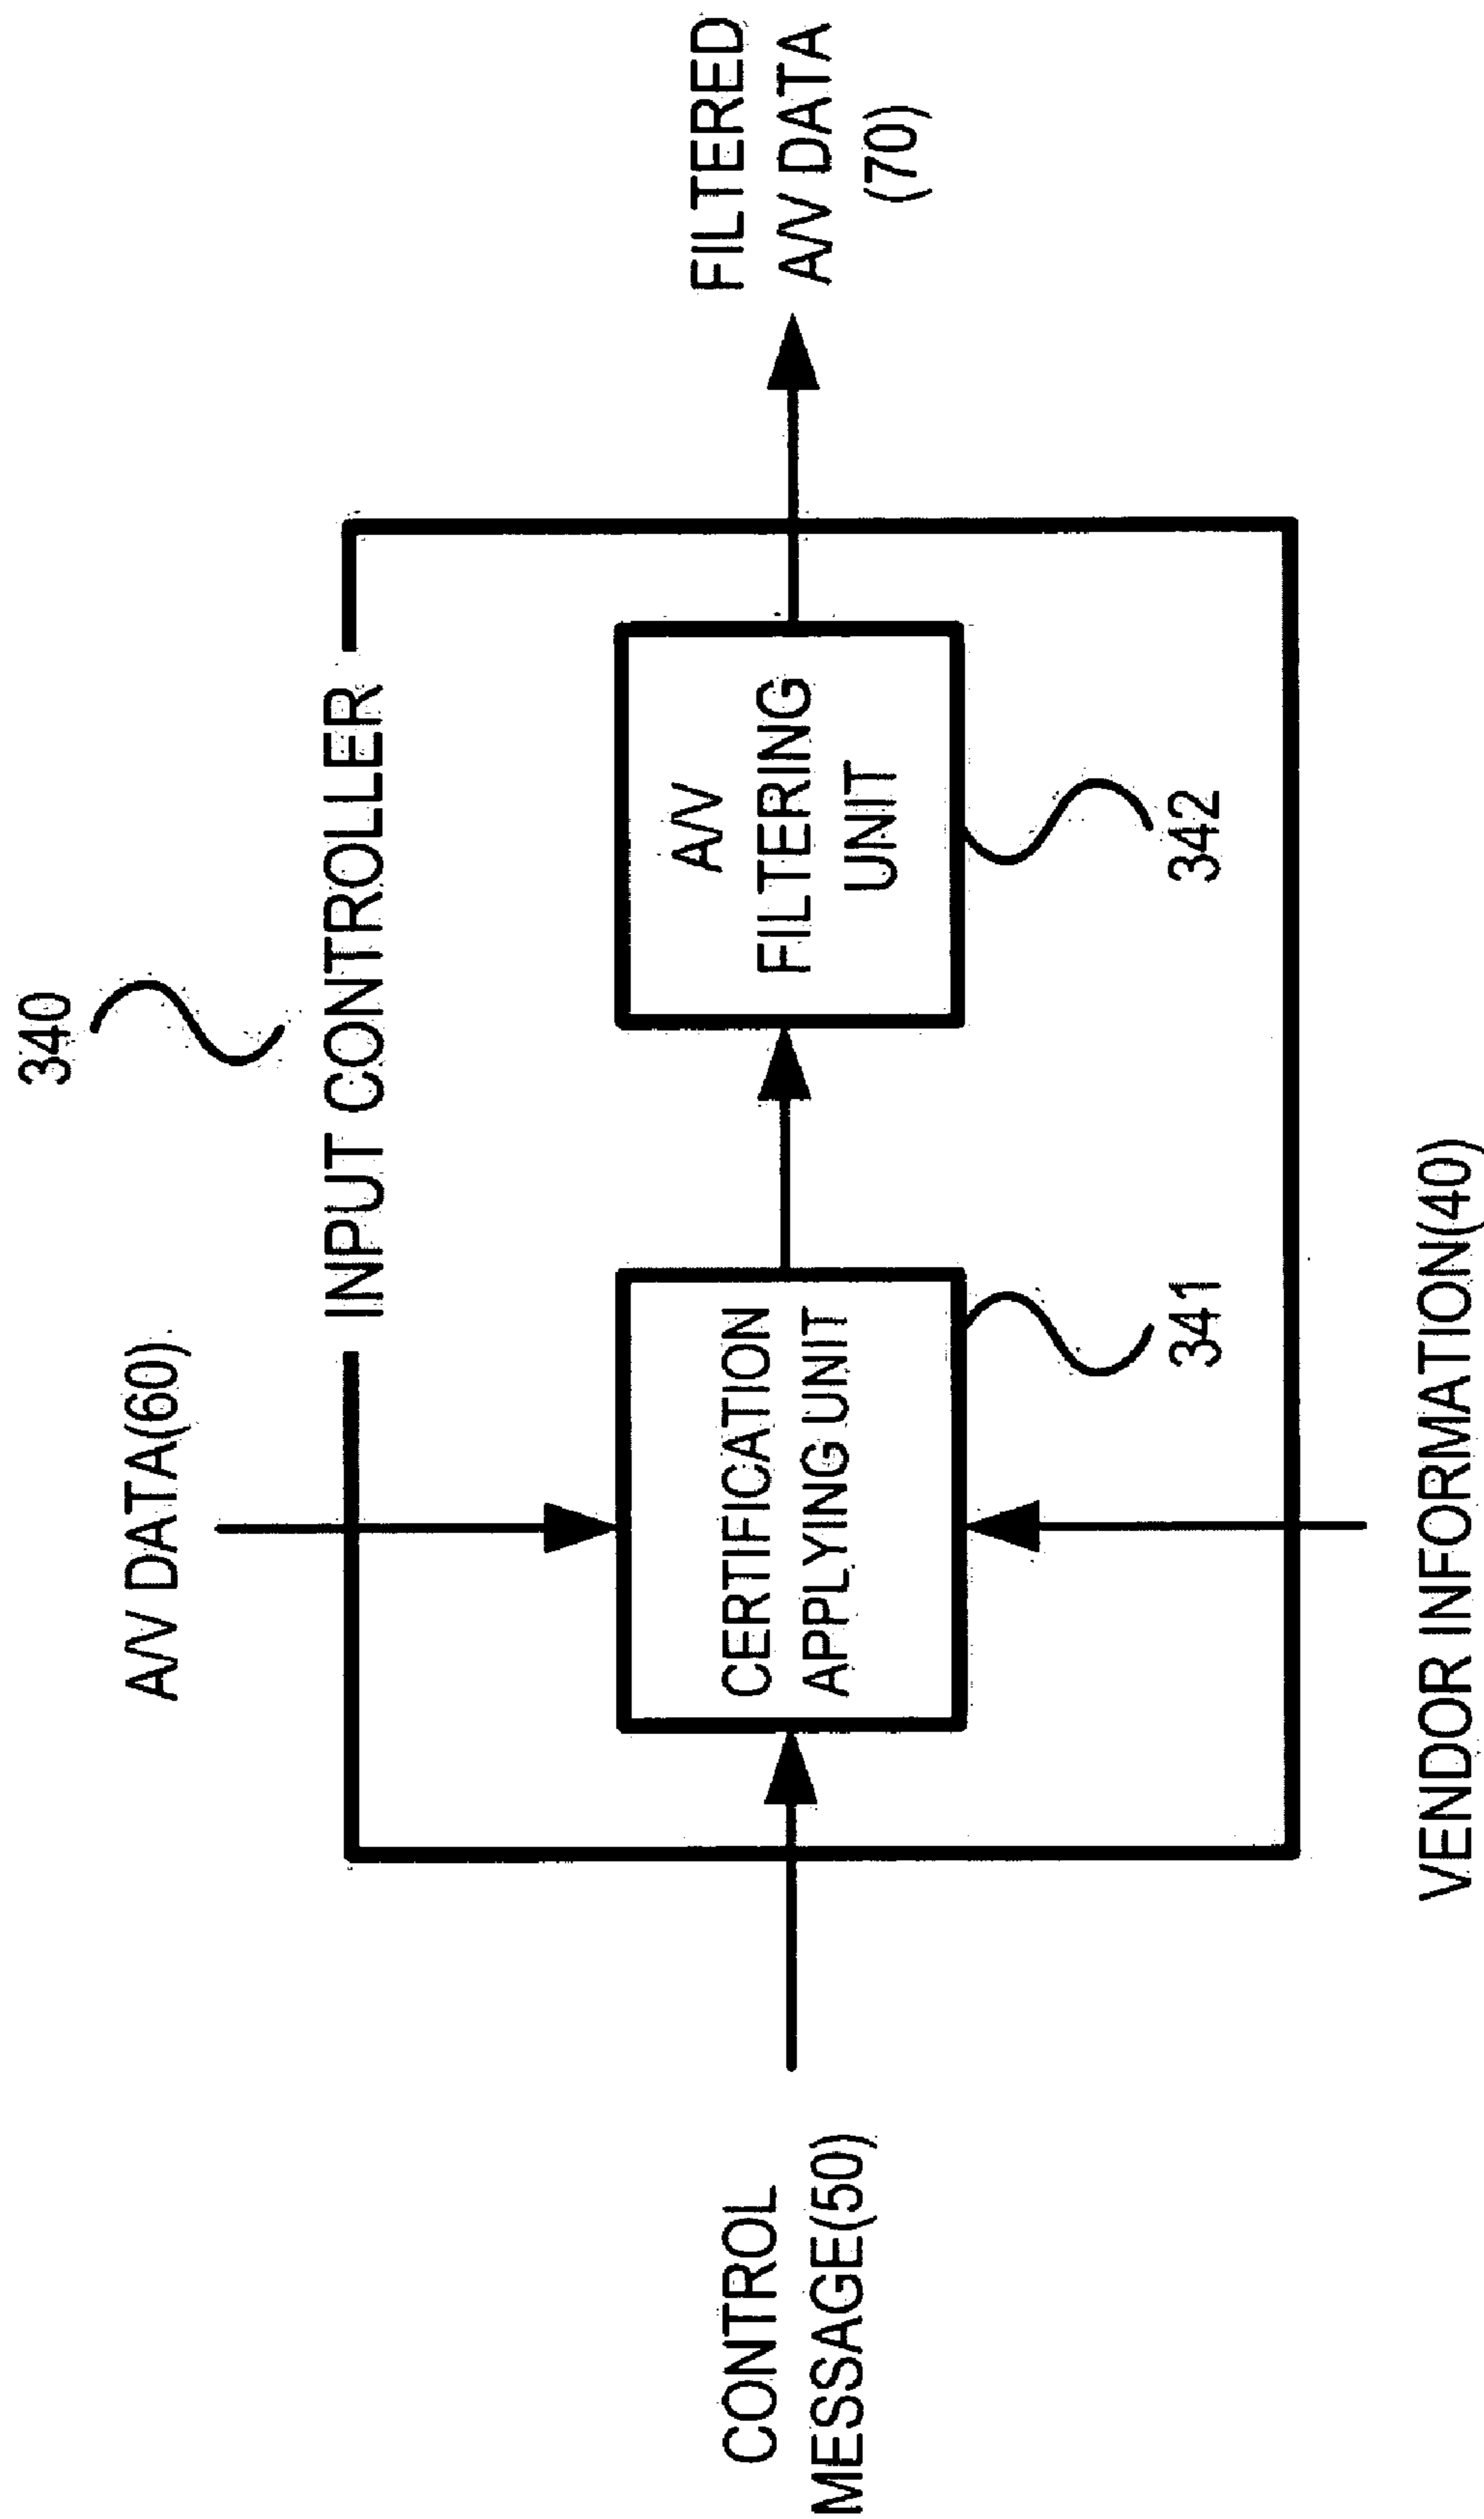 340
A/V DATA(60)
INPUT CONTROLLER
CONTROL
MESSAGE(50)
CERTIFICATION
APPLYING UNIT
A/V
FILTERING
UNIT
FILTERED
A/V DATA
(70)
341
342
VENDOR INFORMATION(40)